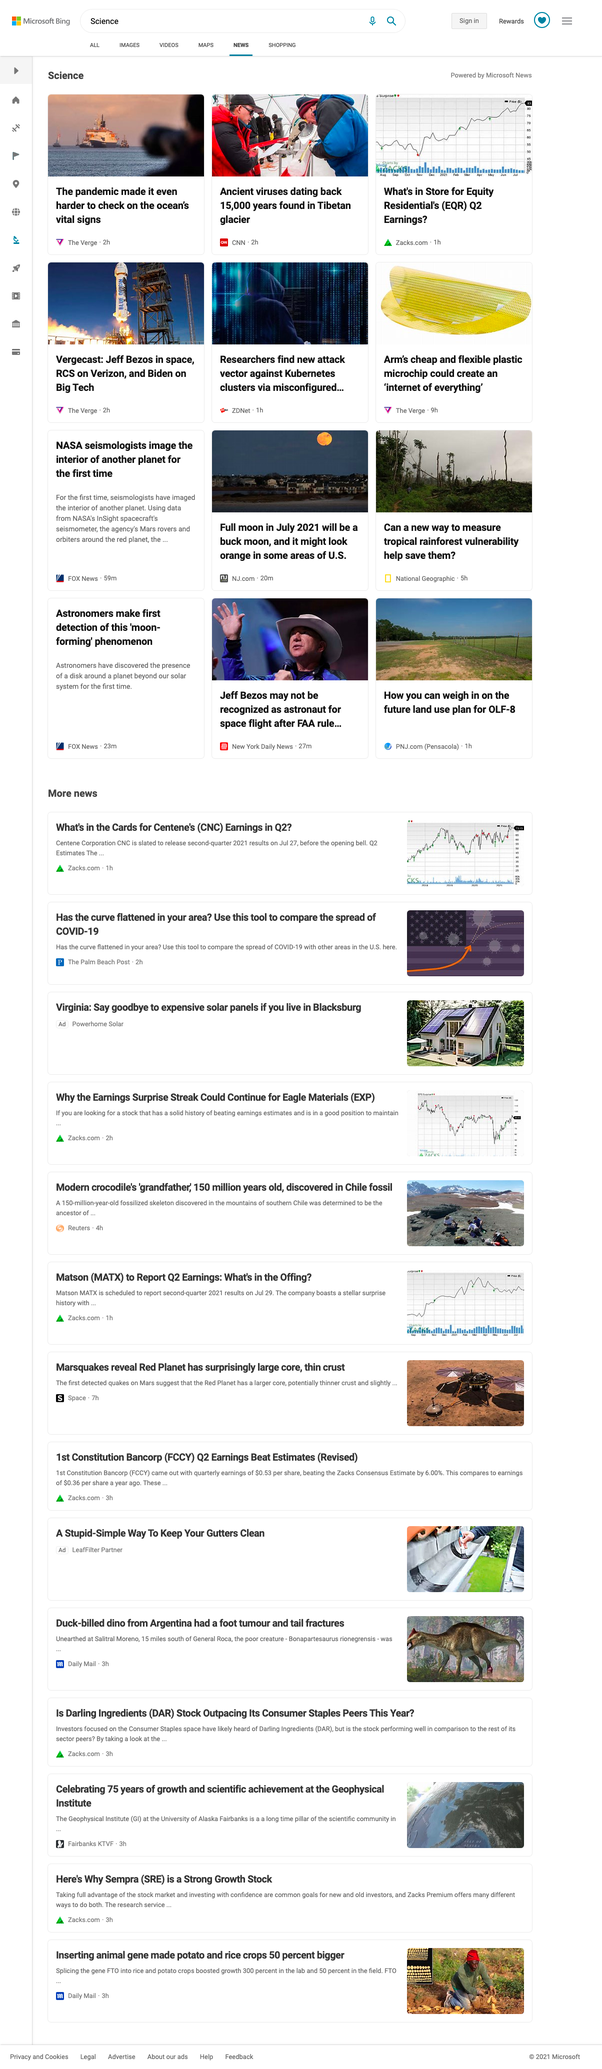 Microsoft Bing
Science
Sign in
Rewards
ALL
IMAGES
VIDEOS
MAPS
NEWS
SHOPPING
Science
Powered by Microsoft News
The pandemic made it even
harder to check on the ocean's
vital signs
The Verge · 2h
Ancient viruses dating back
15,000 years found in Tibetan
glacier
CNN · 2h
What's in Store for Equity
Residential's (EQR) Q2
Earnings?
Zacks.com · 1h
Vergecast: Jeff Bezos in space,
RCS on Verizon, and Biden on
Big Tech
The Verge · 2h
Researchers find new attack
vector against Kubernetes
clusters via misconfigured...
ZDNet · 1h
Arm's cheap and flexible plastic
microchip could create an
'internet of everything'
The Verge · 9h
NASA seismologists image the
interior of another planet for
the first time
For the first time, seismologists have imaged
the interior of another planet. Using data
from NASA's InSight spacecraft's
seismometer, the agency's Mars rovers and
orbiters around the red planet, the ...
FOX News · 59m
Full moon in July 2021 will be a
buck moon, and it might look
orange in some areas of U.S.
NJ.com · 20m
Can a new way to measure
tropical rainforest vulnerability
help save them?
National Geographic · 5h
Astronomers make first
detection of this 'moon-
forming' phenomenon
Astronomers have discovered the presence
of a disk around a planet beyond our solar
system for the first time.
FOX News · 23m
Jeff Bezos may not be
recognized as astronaut for
space flight after FAA rule...
New York Daily News · 27m
How you can weigh in on the
future land use plan for OLF-8
PNJ.com (Pensacola) · 1h
More news
What's in the Cards for Centene's (CNC) Earnings in Q2?
Centene Corporation CNC is slated to release second-quarter 2021 results on Jul 27, before the opening bell. Q2
Estimates The ...
Zacks.com · 1h
Has the curve flattened in your area? Use this tool to compare the spread of
COVID-19
Has the curve flattened in your area? Use this tool to compare the spread of COVID-19 with other areas in the U.S. here.
The Palm Beach Post · 2h
Virginia: Say goodbye to expensive solar panels if you live in Blacksburg
Ad Powerhome Solar
Why the Earnings Surprise Streak Could Continue for Eagle Materials (EXP)
If you are looking for a stock that has a solid history of beating earnings estimates and is in a good position to maintain
...
Zacks.com · 2h
Modern crocodile's 'grandfather,' 150 million years old, discovered in Chile fossil
A 150-million-year-old fossilized skeleton discovered in the mountains of southern Chile was determined to be the
ancestor of ...
Reuters · 4h
Matson (MATX) to Report Q2 Earnings: What's in the Offing?
Matson MATX is scheduled to report second-quarter 2021 results on Jul 29. The company boasts a stellar surprise
history with ...
Zacks.com · 1h
Marsquakes reveal Red Planet has surprisingly large core, thin crust
The first detected quakes on Mars suggest that the Red Planet has a larger core, potentially thinner crust and slightly ...
Space · 7h
1st Constitution Bancorp (FCCY) Q2 Earnings Beat Estimates (Revised)
1st Constitution Bancorp (FCCY) came out with quarterly earnings of $0.53 per share, beating the Zacks Consensus Estimate by 6.00%. This compares to earnings
of $0.36 per share a year ago. These ...
Zacks.com · 3h
A Stupid-Simple Way To Keep Your Gutters Clean
Ad LeafFilter Partner
Duck-billed dino from Argentina had a foot tumour and tail fractures
Unearthed at Salitral Moreno, 15 miles south of General Roca, the poor creature - Bonapartesaurus rionegrensis - was
...
Daily Mail · 3h
Is Darling Ingredients (DAR) Stock Outpacing Its Consumer Staples Peers This Year?
Investors focused on the Consumer Staples space have likely heard of Darling Ingredients (DAR), but is the stock performing well in comparison to the rest of its
sector peers? By taking a look at the ...
Zacks.com · 3h
Celebrating 75 years of growth and scientific achievement at the Geophysical
Institute
The Geophysical Institute (GI) at the University of Alaska Fairbanks is a a long time pillar of the scientific community in
...
Fairbanks KTVF · 3h
Here's Why Sempra (SRE) is a Strong Growth Stock
Taking full advantage of the stock market and investing with confidence are common goals for new and old investors, and Zacks Premium offers many different
ways to do both. The research service ...
Zacks.com · 3h
Inserting animal gene made potato and rice crops 50 percent bigger
Splicing the gene FTO into rice and potato crops boosted growth 300 percent in the lab and 50 percent in the field. FTO
...
Daily Mail · 3h
Privacy and Cookies
Legal
Advertise
About our ads
Help
Feedback
© 2021 Microsoft